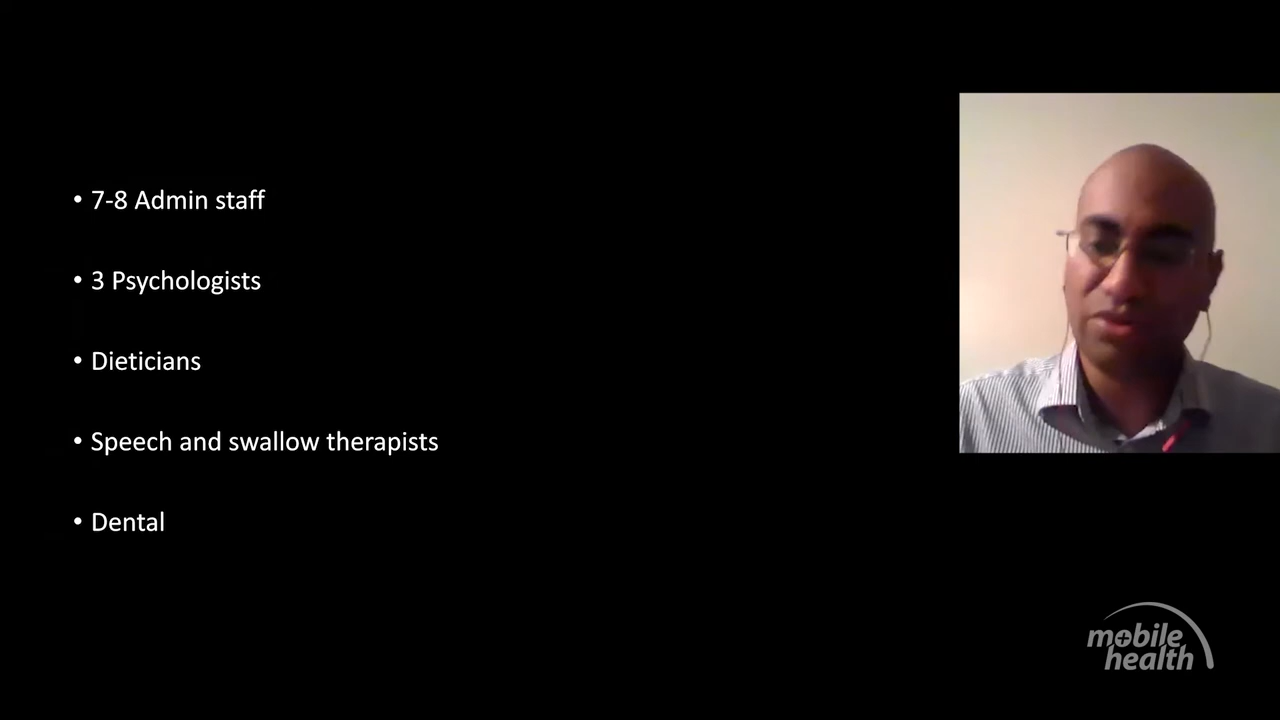 • 7-8 Admin staff
• 3 Psychologists
• Dieticians
• Speech and swallow therapists
• Dental
mobile
health